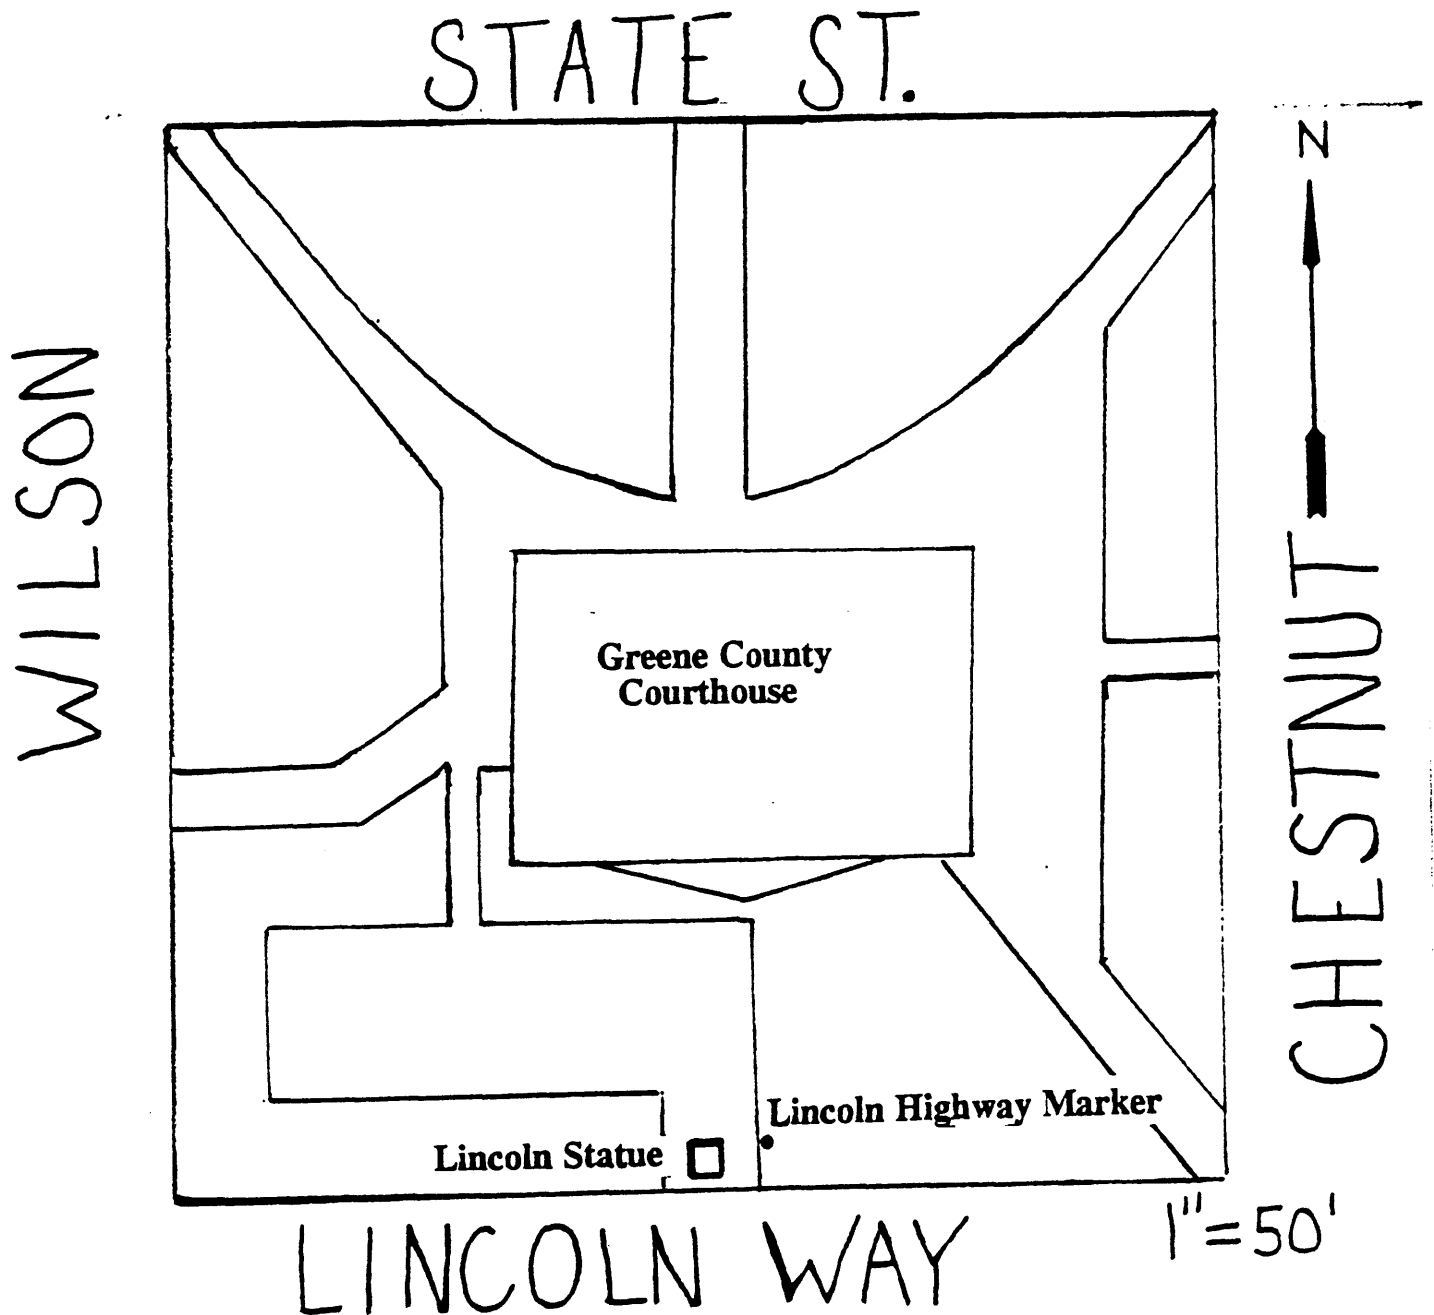 STATE ST.
N
WILSON
CHESTNUT
Greene County
Courthouse
Lincoln Highway Marker
Lincoln Statue
1"=50'
LINCOLN WAY